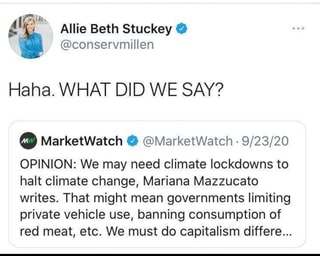 Allie Beth Stuckey
@conservmillen
Haha. WHAT DID WE SAY?
MW MarketWatch @MarketWatch · 9/23/20
OPINION: We may need climate lockdowns to
halt climate change, Mariana Mazzucato
writes. That might mean governments limiting
private vehicle use, banning consumption of
red meat, etc. We must do capitalism differe...